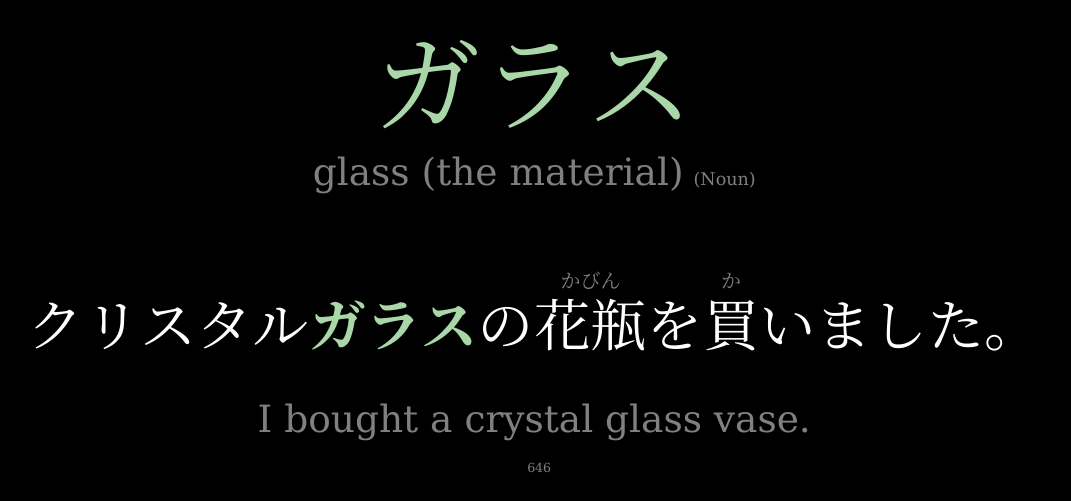 ガラス
glass (the material) (Noun)
かびん か
クリスタルガラスの花瓶を買いました。
I bought a crystal glass vase.
646